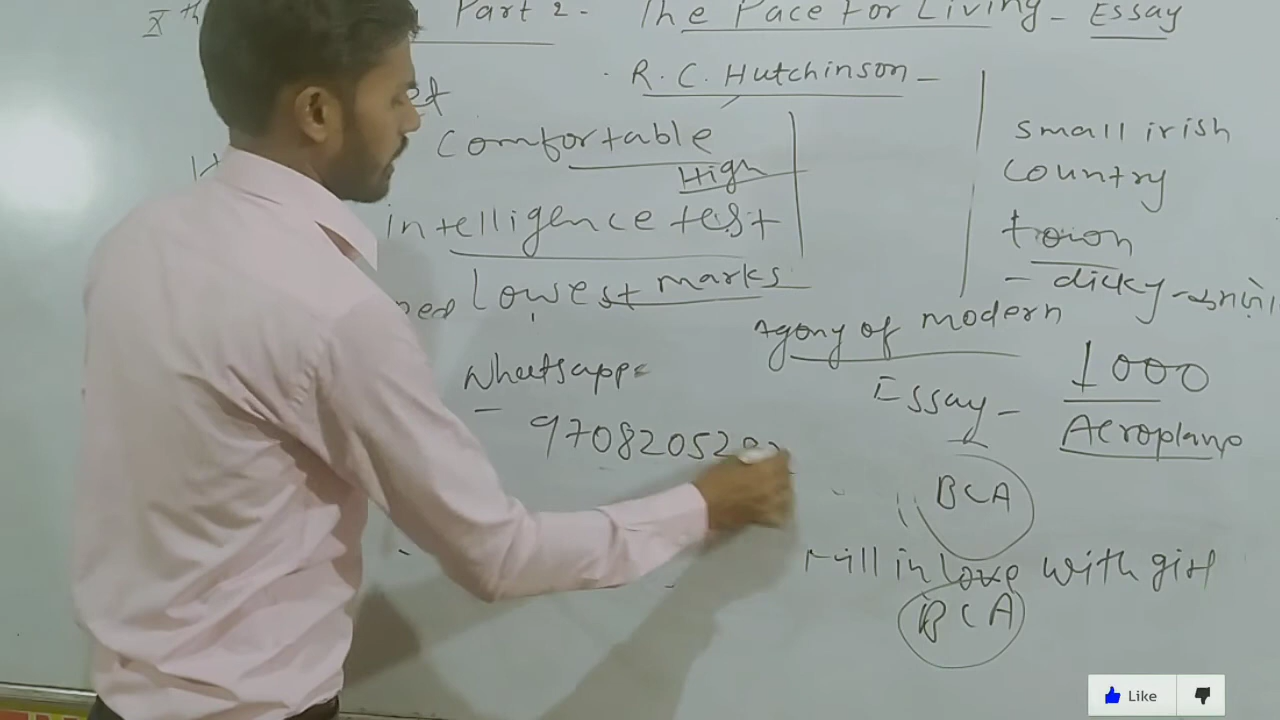 Xth Part 2. The Pace For Living - Essay
R. C. Hutchinson -
comfortable
High
intelligence test
lowest marks
small irish
country
town
- dicky -
Agony of modern
Essay -
1000
Aeroplane
Whatsapp
BCA
in love with girl
BCA
Like